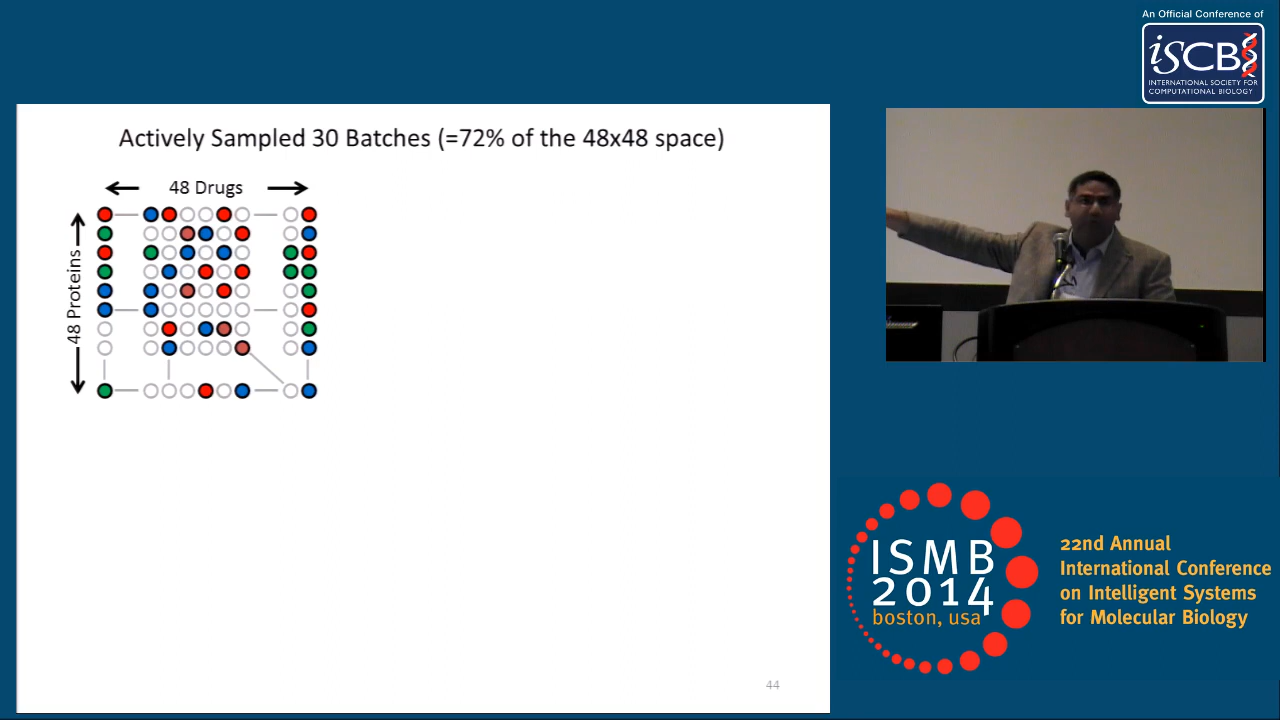 An Official Conference of
iSCB
INTERNATIONAL SOCIETY FOR
COMPUTATIONAL BIOLOGY
Actively Sampled 30 Batches (=72% of the 48x48 space)
48 Drugs
48 Proteins
44
ISMB
2014
boston, usa
22nd Annual
International Conference
on Intelligent Systems
for Molecular Biology